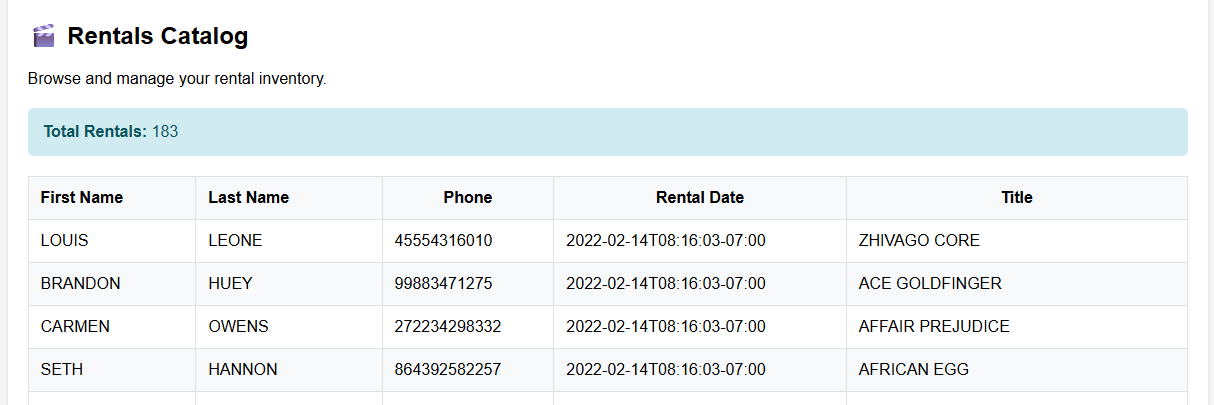 Rentals Catalog
Browse and manage your rental inventory.
Total Rentals: 183
First Name Last Name Phone Rental Date Title
LOUIS LEONE 45554316010 2022-02-14T08:16:03-07:00 ZHIVAGO CORE
BRANDON HUEY 99883471275 2022-02-14T08:16:03-07:00 ACE GOLDFINGER
CARMEN OWENS 272234298332 2022-02-14T08:16:03-07:00 AFFAIR PREJUDICE
SETH HANNON 864392582257 2022-02-14T08:16:03-07:00 AFRICAN EGG